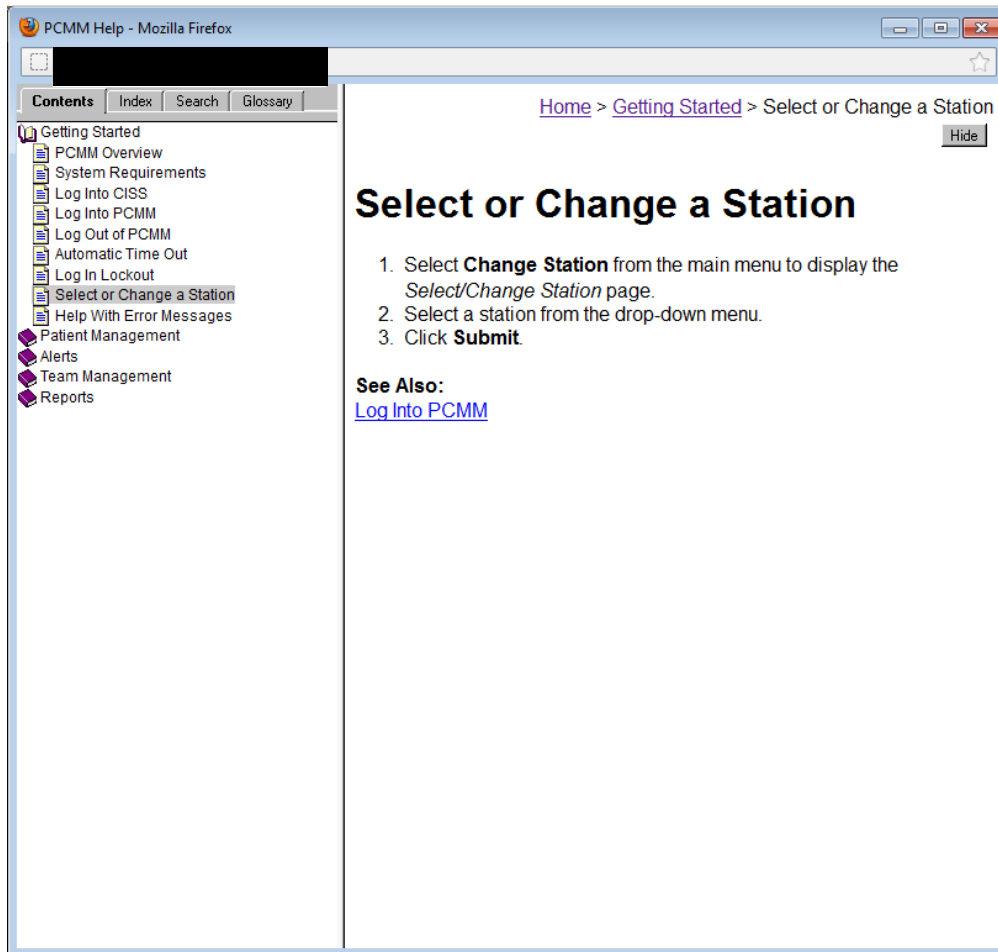 PCMM Help - Mozilla Firefox
Contents Index Search Glossary
Getting Started
PCMM Overview
System Requirements
Log Into CISS
Log Into PCMM
Log Out of PCMM
Automatic Time Out
Log In Lockout
Select or Change a Station
Help With Error Messages
Patient Management
Alerts
Team Management
Reports
Home > Getting Started > Select or Change a Station
Hide
Select or Change a Station
1. Select Change Station from the main menu to display the
Select/Change Station page.
2. Select a station from the drop-down menu.
3. Click Submit.
See Also:
Log Into PCMM